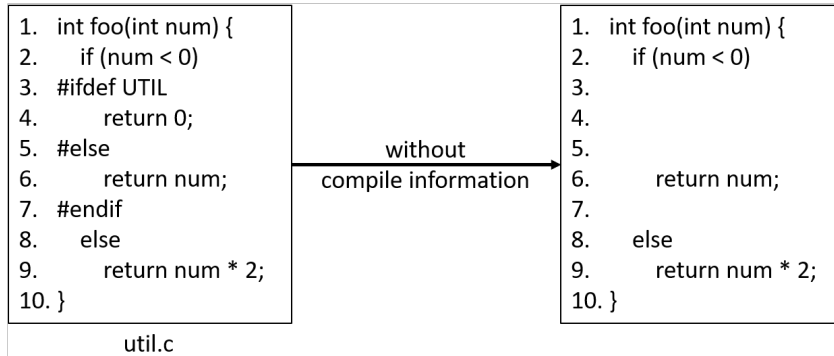 1. int foo(int num) {
2. if (num < 0)
3. #ifdef UTIL
4. return 0;
5. #else
6. return num;
7. #endif
8. else
9. return num * 2;
10. }
util.c
without
compile information
1. int foo(int num) {
2. if (num < 0)
3.
4.
5.
6. return num;
7.
8. else
9. return num * 2;
10. }